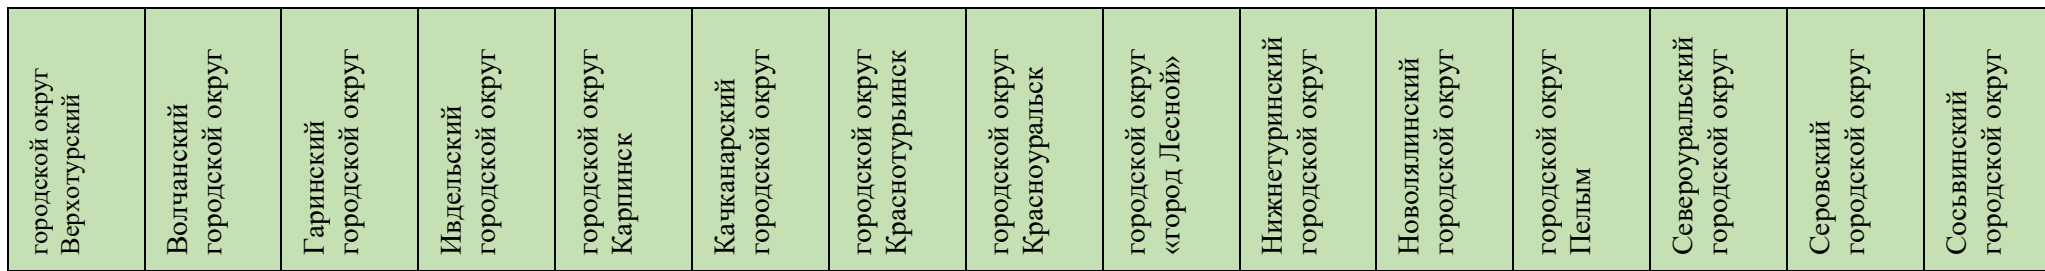 городской округ
Верхотурский
Волчанский
городской округ
Гаринский
городской округ
Ивдельский
городской округ
городской округ
Карпинск
Качканарский
городской округ
городской округ
Краснотурьинск
городской округ
Красноуральск
городской округ
«город Лесной»
Нижнетуринский
городской округ
Новолялинский
городской округ
городской округ
Пелым
Североуральский
городской округ
Серовский
городской округ
Сосьвинский
городской округ